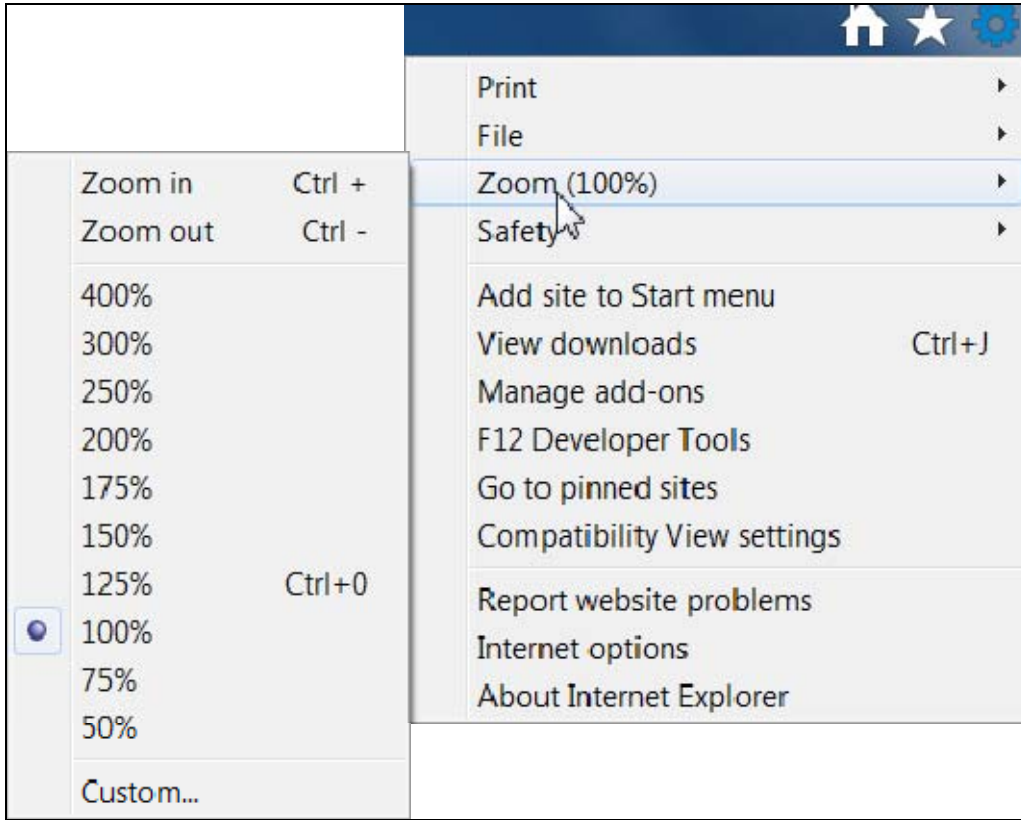 Print
File
Zoom (100%)
Safety
Add site to Start menu
View downloads Ctrl+J
Manage add-ons
F12 Developer Tools
Go to pinned sites
Compatibility View settings
Report website problems
Internet options
About Internet Explorer
Zoom in Ctrl +
Zoom out Ctrl -
400%
300%
250%
200%
175%
150%
125% Ctrl+0
100%
75%
50%
Custom...